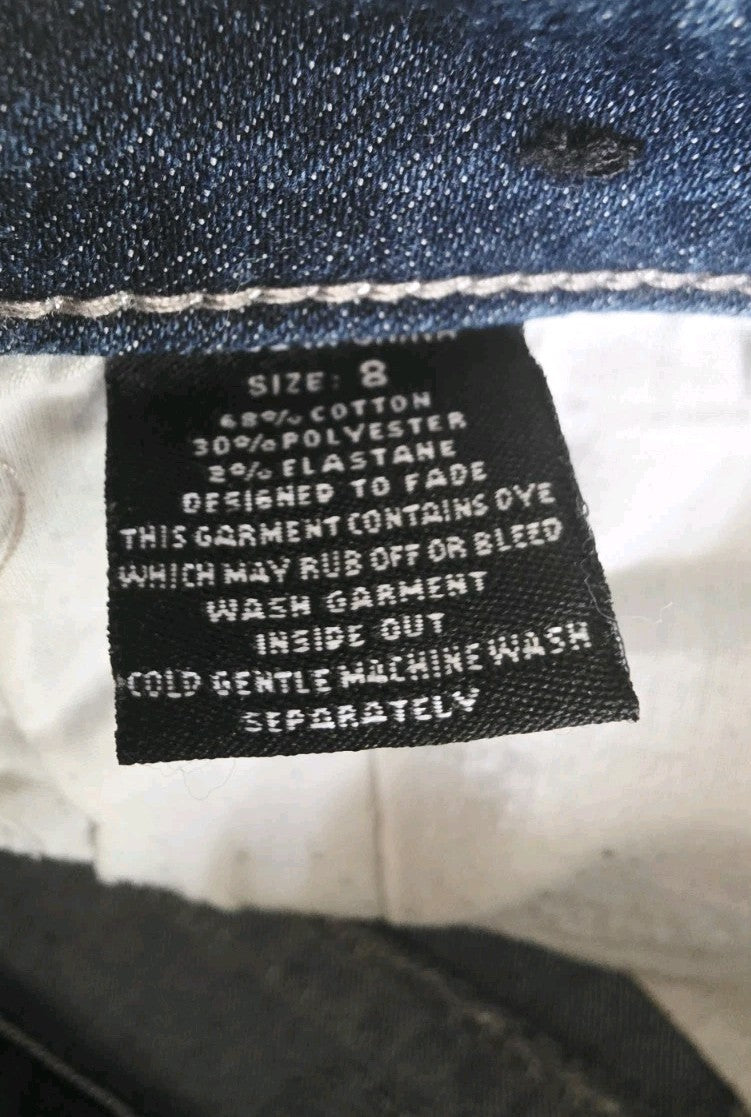 SIZE: 8
68% COTTON
30% POLYESTER
2% ELASTANE
DESIGNED TO FADE
THIS GARMENT CONTAINS DYE
WHICH MAY RUB OFF OR BLEED
WASH GARMENT
INSIDE OUT
COLD GENTLE MACHINE WASH
SEPARATELY